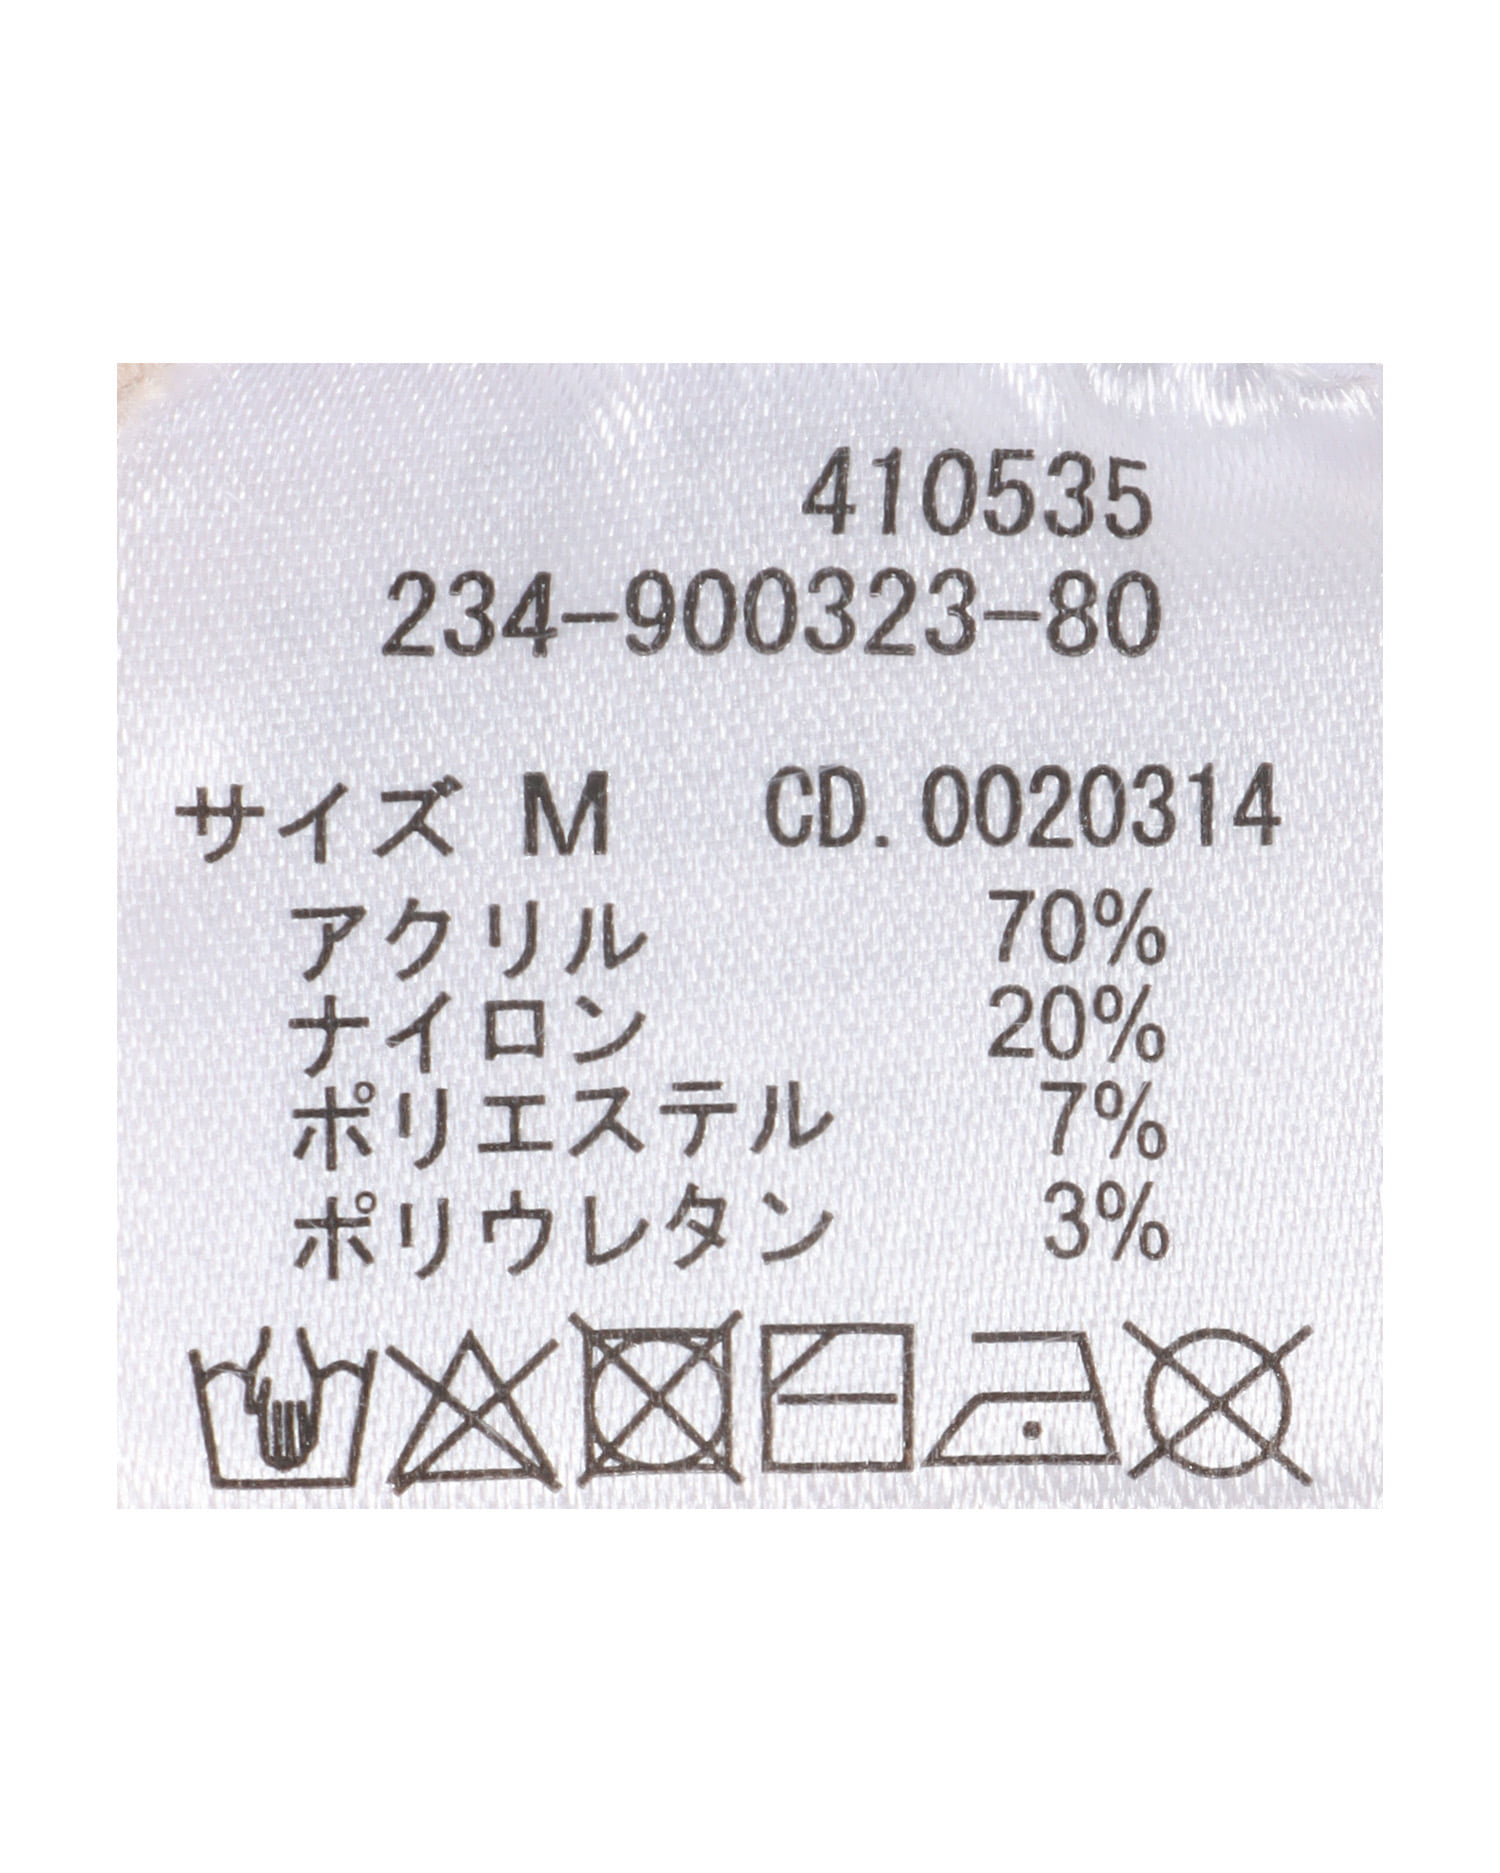 410535
234-900323-80
サイズ M CD.0020314
アクリル 70%
ナイロン 20%
ポリエステル 7%
ポリウレタン 3%